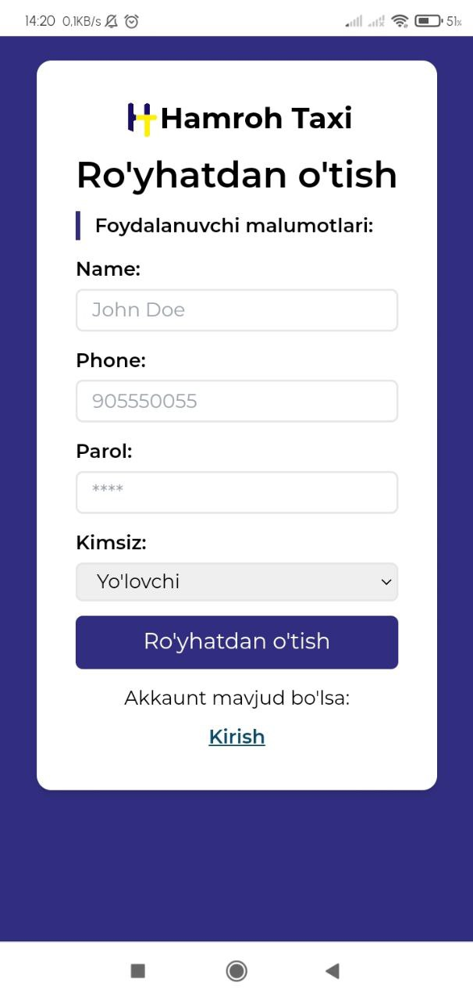 14:20 0,1KB/s 51%
Hamroh Taxi
Ro'yhatdan o'tish
Foydalanuvchi malumotlari:
Name:
John Doe
Phone:
905550055
Parol:
****
Kimsiz:
Yo'lovchi
Ro'yhatdan o'tish
Akkaunt mavjud bo'lsa:
Kirish